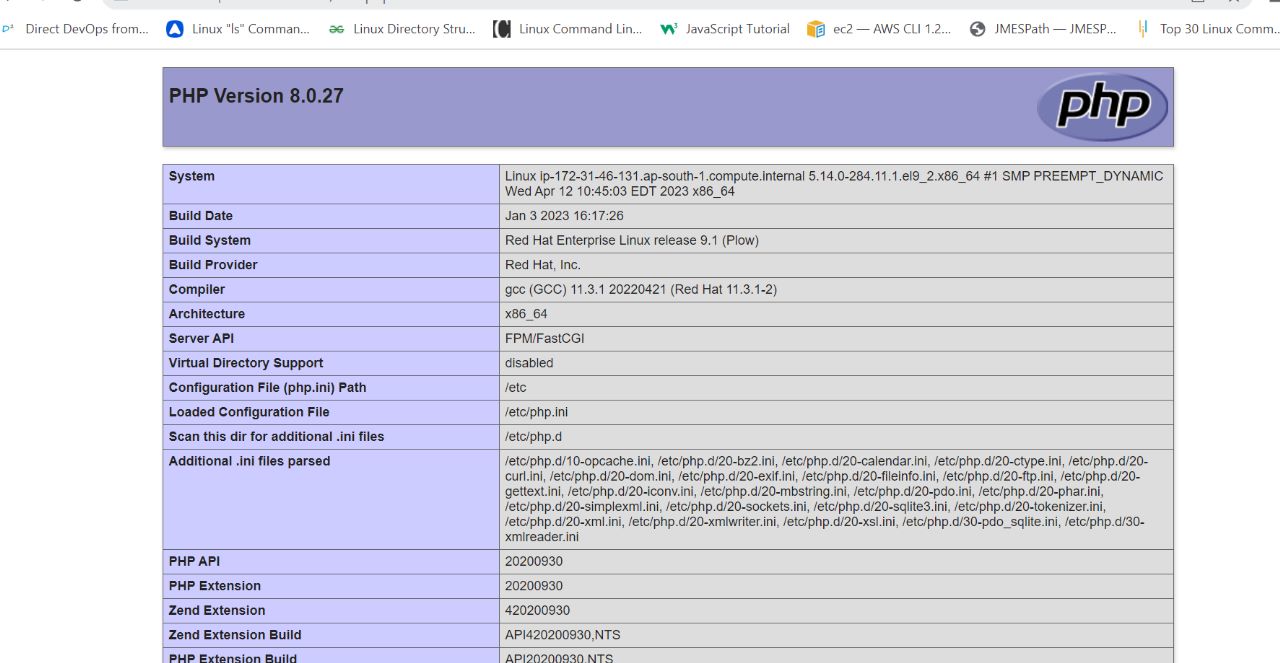 Direct DevOps from... Linux "ls" Comman... Linux Directory Stru... Linux Command Lin... JavaScript Tutorial ec2 — AWS CLI 1.2... JMESPath — JMESP... Top 30 Linux Comm...
PHP Version 8.0.27
php
System Linux ip-172-31-46-131.ap-south-1.compute.internal 5.14.0-284.11.1.el9_2.x86_64 #1 SMP PREEMPT_DYNAMIC
Wed Apr 12 10:45:03 EDT 2023 x86_64
Build Date Jan 3 2023 16:17:26
Build System Red Hat Enterprise Linux release 9.1 (Plow)
Build Provider Red Hat, Inc.
Compiler gcc (GCC) 11.3.1 20220421 (Red Hat 11.3.1-2)
Architecture x86_64
Server API FPM/FastCGI
Virtual Directory Support disabled
Configuration File (php.ini) Path /etc
Loaded Configuration File /etc/php.ini
Scan this dir for additional .ini files /etc/php.d
Additional .ini files parsed /etc/php.d/10-opcache.ini, /etc/php.d/20-bz2.ini, /etc/php.d/20-calendar.ini, /etc/php.d/20-ctype.ini, /etc/php.d/20-
curl.ini, /etc/php.d/20-dom.ini, /etc/php.d/20-exif.ini, /etc/php.d/20-fileinfo.ini, /etc/php.d/20-ftp.ini, /etc/php.d/20-
gettext.ini, /etc/php.d/20-iconv.ini, /etc/php.d/20-mbstring.ini, /etc/php.d/20-pdo.ini, /etc/php.d/20-phar.ini,
/etc/php.d/20-simplexml.ini, /etc/php.d/20-sockets.ini, /etc/php.d/20-sqlite3.ini, /etc/php.d/20-tokenizer.ini,
/etc/php.d/20-xml.ini, /etc/php.d/20-xmlwriter.ini, /etc/php.d/20-xsl.ini, /etc/php.d/30-pdo_sqlite.ini, /etc/php.d/30-
xmlreader.ini
PHP API 20200930
PHP Extension 20200930
Zend Extension 420200930
Zend Extension Build API420200930,NTS
PHP Extension Build API20200930,NTS